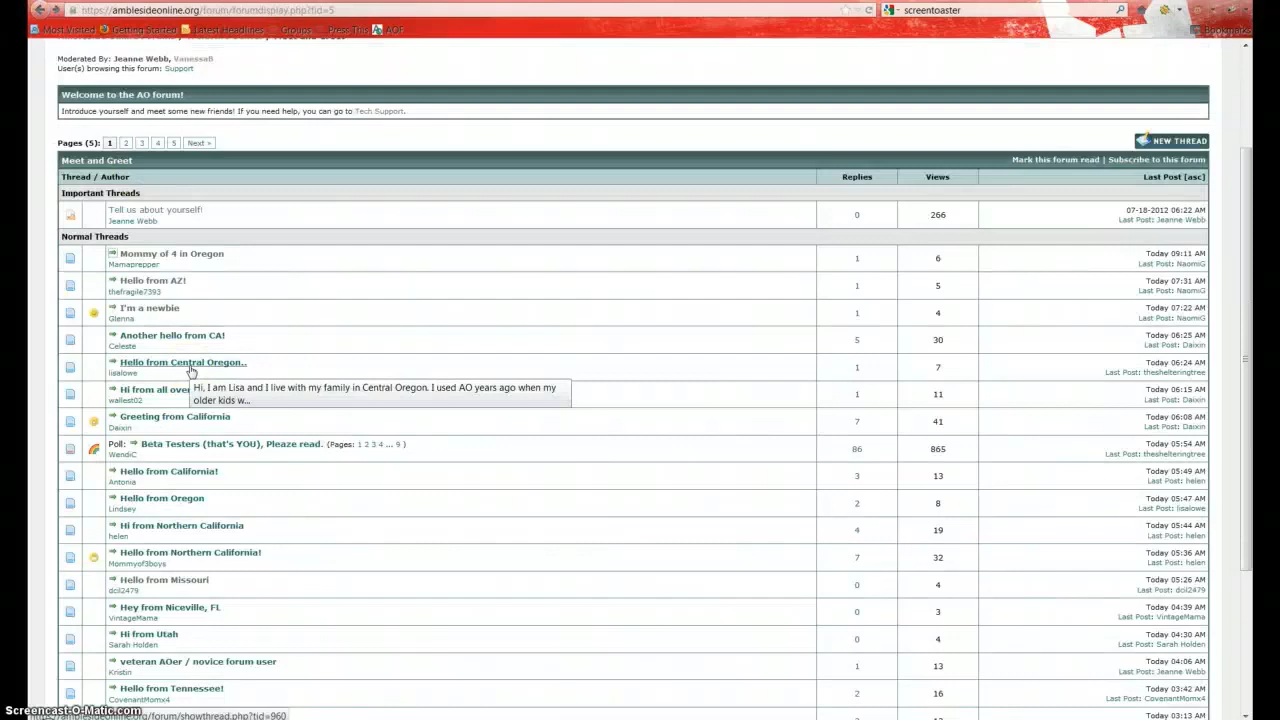 https://amblesideonline.org/forum/forumdisplay.php?fid=5
screentoaster
Most Visited Getting Started Latest Headlines Groups Press This AOF Bookmarks
Moderated By: Jeanne Webb, VanessaB
User(s) browsing this forum: Support
Welcome to the AO forum!
Introduce yourself and meet some new friends! If you need help, you can go to Tech Support.
Pages (5): 1 2 3 4 5 Next »
NEW THREAD
Meet and Greet Mark this forum read | Subscribe to this forum
Thread / Author Replies Views Last Post [asc]
Important Threads
Tell us about yourself! 0 266 07-18-2012 06:22 AM
Jeanne Webb Last Post: Jeanne Webb
Normal Threads
Mommy of 4 in Oregon 1 6 Today 09:11 AM
Mamaprepper Last Post: NaomiG
Hello from AZ! 1 5 Today 07:31 AM
thefragile7393 Last Post: NaomiG
I'm a newbie 1 4 Today 07:22 AM
Glenna Last Post: NaomiG
Another hello from CA! 5 30 Today 06:25 AM
Celeste Last Post: Daixin
Hello from Central Oregon.. 1 7 Today 06:24 AM
lisalowe Last Post: theshelteringtree
Hi, I am Lisa and I live with my family in Central Oregon. I used AO years ago when my
older kids w...
Hi from all over 1 11 Today 06:15 AM
wallest02 Last Post: Daixin
Greeting from California 7 41 Today 06:08 AM
Daixin Last Post: Daixin
Poll: Beta Testers (that's YOU), Please read. (Pages: 1 2 3 4 ... 9 ) 86 865 Today 05:54 AM
WendiC Last Post: theshelteringtree
Hello from California! 3 13 Today 05:49 AM
Antonia Last Post: helen
Hello from Oregon 2 8 Today 05:47 AM
Lindsey Last Post: lisalowe
Hi from Northern California 4 19 Today 05:44 AM
helen Last Post: helen
Hello from Northern California! 7 32 Today 05:36 AM
Mommyof3boys Last Post: helen
Hello from Missouri 0 4 Today 05:26 AM
dcil2479 Last Post: dcil2479
Hey from Niceville, FL 0 3 Today 04:39 AM
VintageMama Last Post: VintageMama
Hi from Utah 0 4 Today 04:30 AM
Sarah Holden Last Post: Sarah Holden
veteran AOer / novice forum user 1 13 Today 04:06 AM
Kristin Last Post: Jeanne Webb
Hello from Tennessee! 2 16 Today 03:42 AM
CovenantMomx4 Last Post: CovenantMomx4
Today 03:13 AM
Screencast-O-Matic.com
https://amblesideonline.org/forum/showthread.php?tid=960